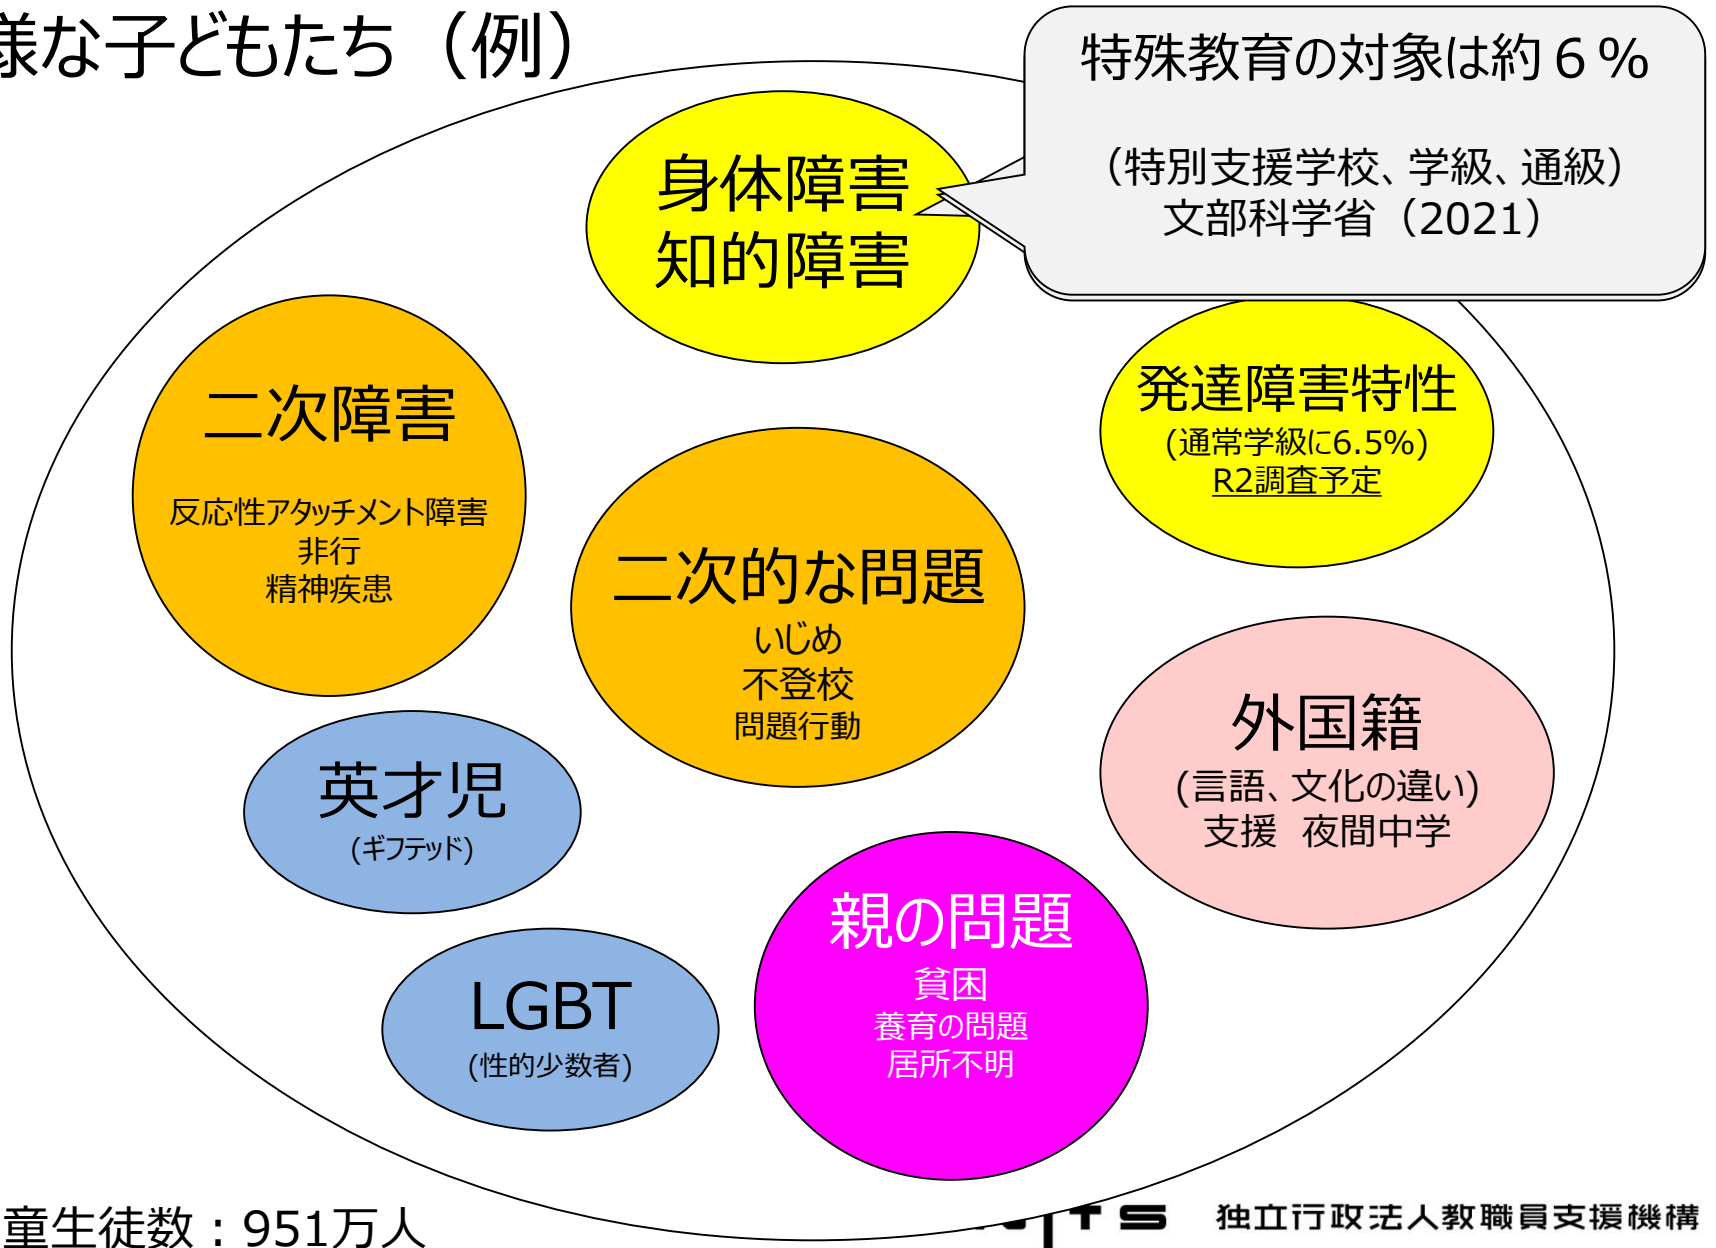 様な子どもたち（例）
特殊教育の対象は約６%
（特別支援学校、学級、通級）
文部科学省（2021）
身体障害
知的障害
発達障害特性
(通常学級に6.5%)
R2調査予定
二次障害
反応性アタッチメント障害
非行
精神疾患
二次的な問題
いじめ
不登校
問題行動
外国籍
(言語、文化の違い)
支援　夜間中学
英才児
(ギフテッド)
親の問題
貧困
養育の問題
居所不明
LGBT
(性的少数者)
童生徒数：951万人
独立行政法人教職員支援機構